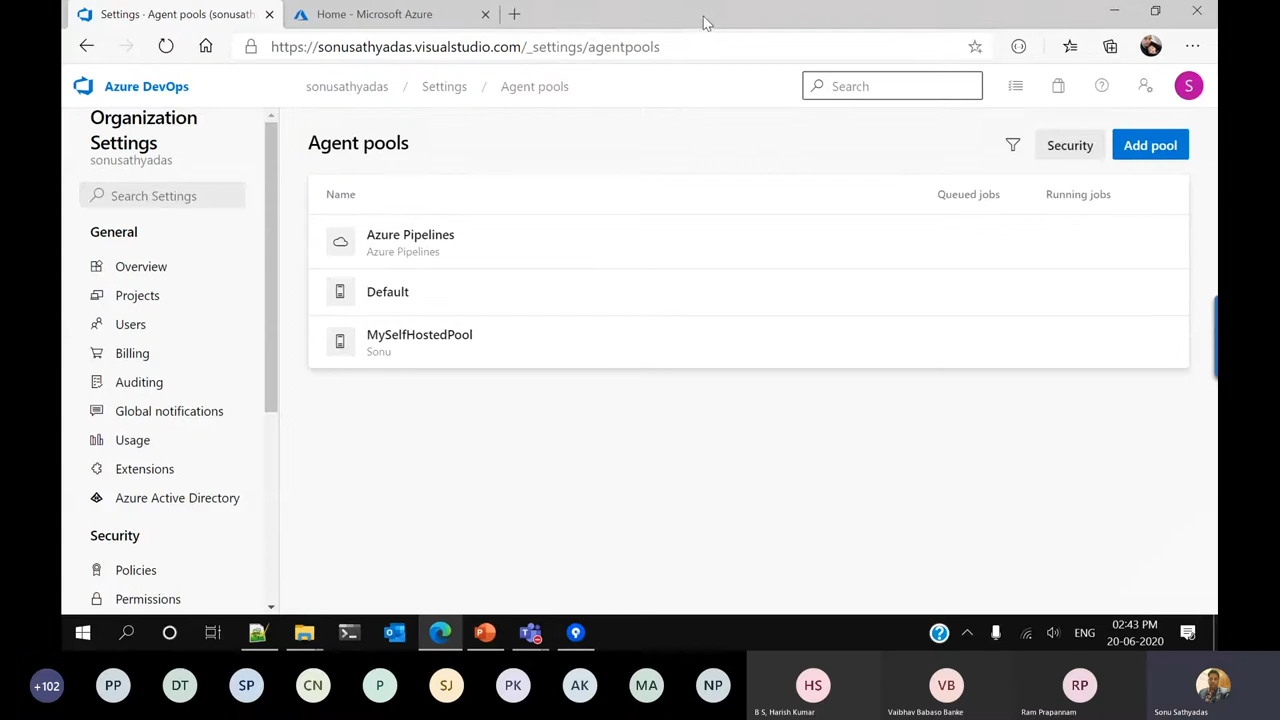 Settings · Agent pools (sonusath
Home - Microsoft Azure
https://sonusathyadas.visualstudio.com/_settings/agentpools
Azure DevOps
sonusathyadas / Settings / Agent pools
Search
S
Organization
Settings
sonusathyadas
Search Settings
General
Overview
Projects
Users
Billing
Auditing
Global notifications
Usage
Extensions
Azure Active Directory
Security
Policies
Permissions
Agent pools
Security
Add pool
Name
Queued jobs
Running jobs
Azure Pipelines
Azure Pipelines
Default
MySelfHostedPool
Sonu
ENG
02:43 PM
20-06-2020
+102
PP
DT
SP
CN
P
SJ
PK
AK
MA
NP
HS
B S, Harish Kumar
VB
Vaibhav Babaso Banke
RP
Ram Prapannam
Sonu Sathyadas